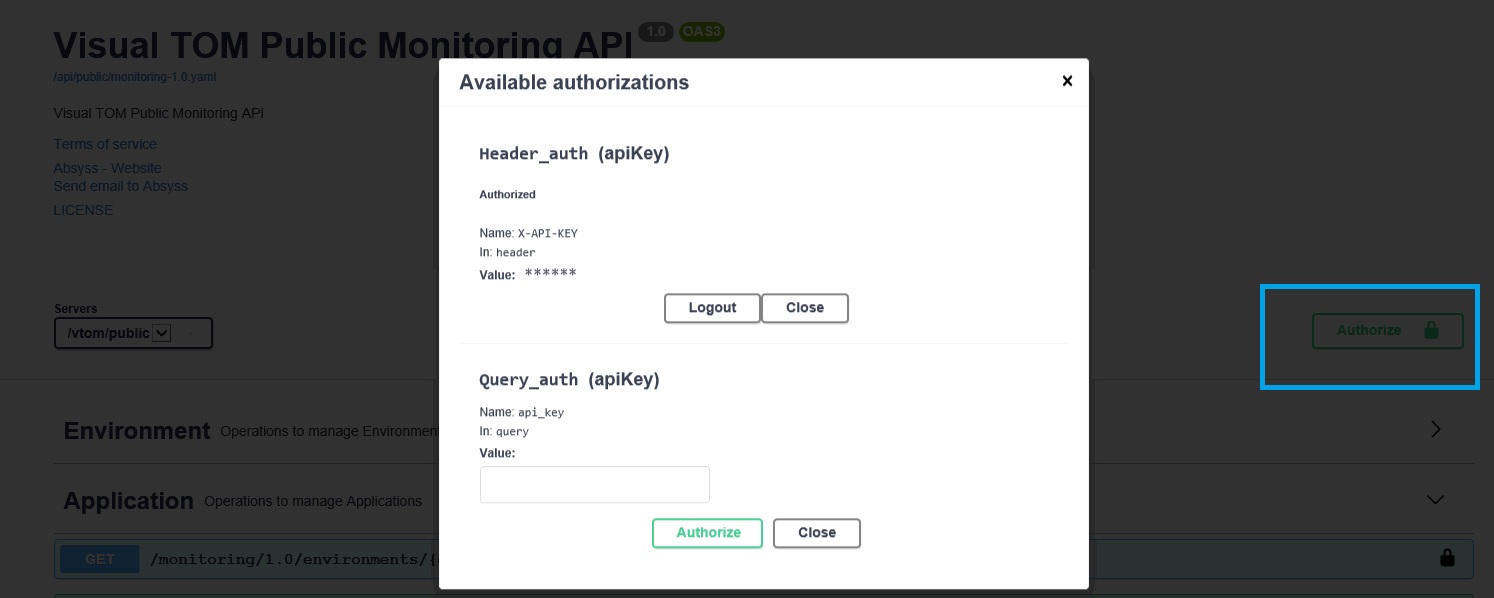 Visual TOM Public Monitoring API 1.0 OAS3
/api/public/monitoring-1.0.yaml
Visual TOM Public Monitoring API
Terms of service
Absyss - Website
Send email to Absyss
LICENSE
Servers
/vtom/public
Authorize
Available authorizations ×
Header_auth (apiKey)
Authorized
Name: X-API-KEY
In: header
Value: ******
Logout Close
Query_auth (apiKey)
Name: api_key
In: query
Value:
Authorize Close
Environment Operations to manage Environmen
Application Operations to manage Applications
GET /monitoring/1.0/environments/{